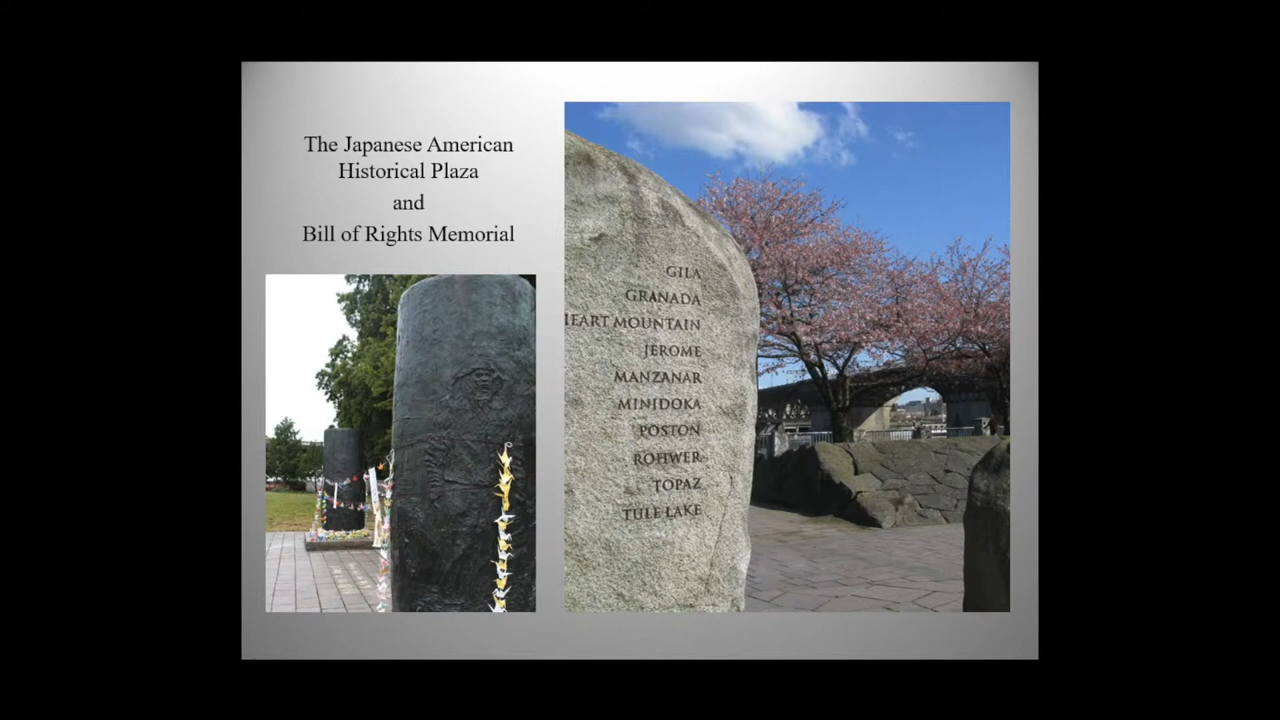 The Japanese American
Historical Plaza
and
Bill of Rights Memorial
GILA
GRANADA
HEART MOUNTAIN
JEROME
MANZANAR
MINIDOKA
POSTON
ROHWER
TOPAZ
TULE LAKE